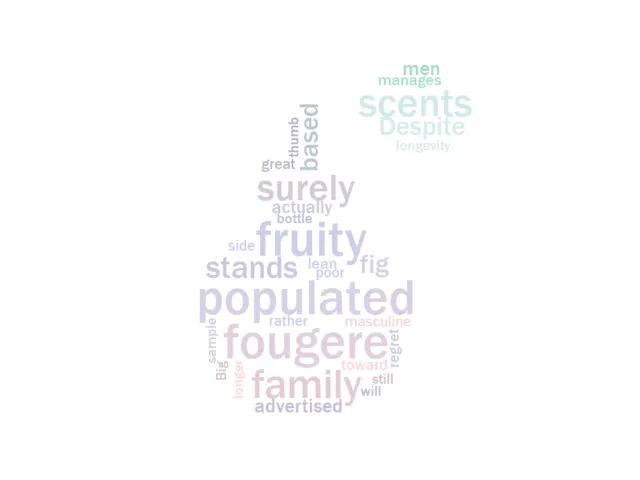 men
manages
scents
Despite
longevity
thumb
based
great
surely
actually
bottle
fruity
side
stands
lean
poor
fig
populated
rather
masculine
sample
fougere
regret
Big
longer
toward
family
still
will
advertised